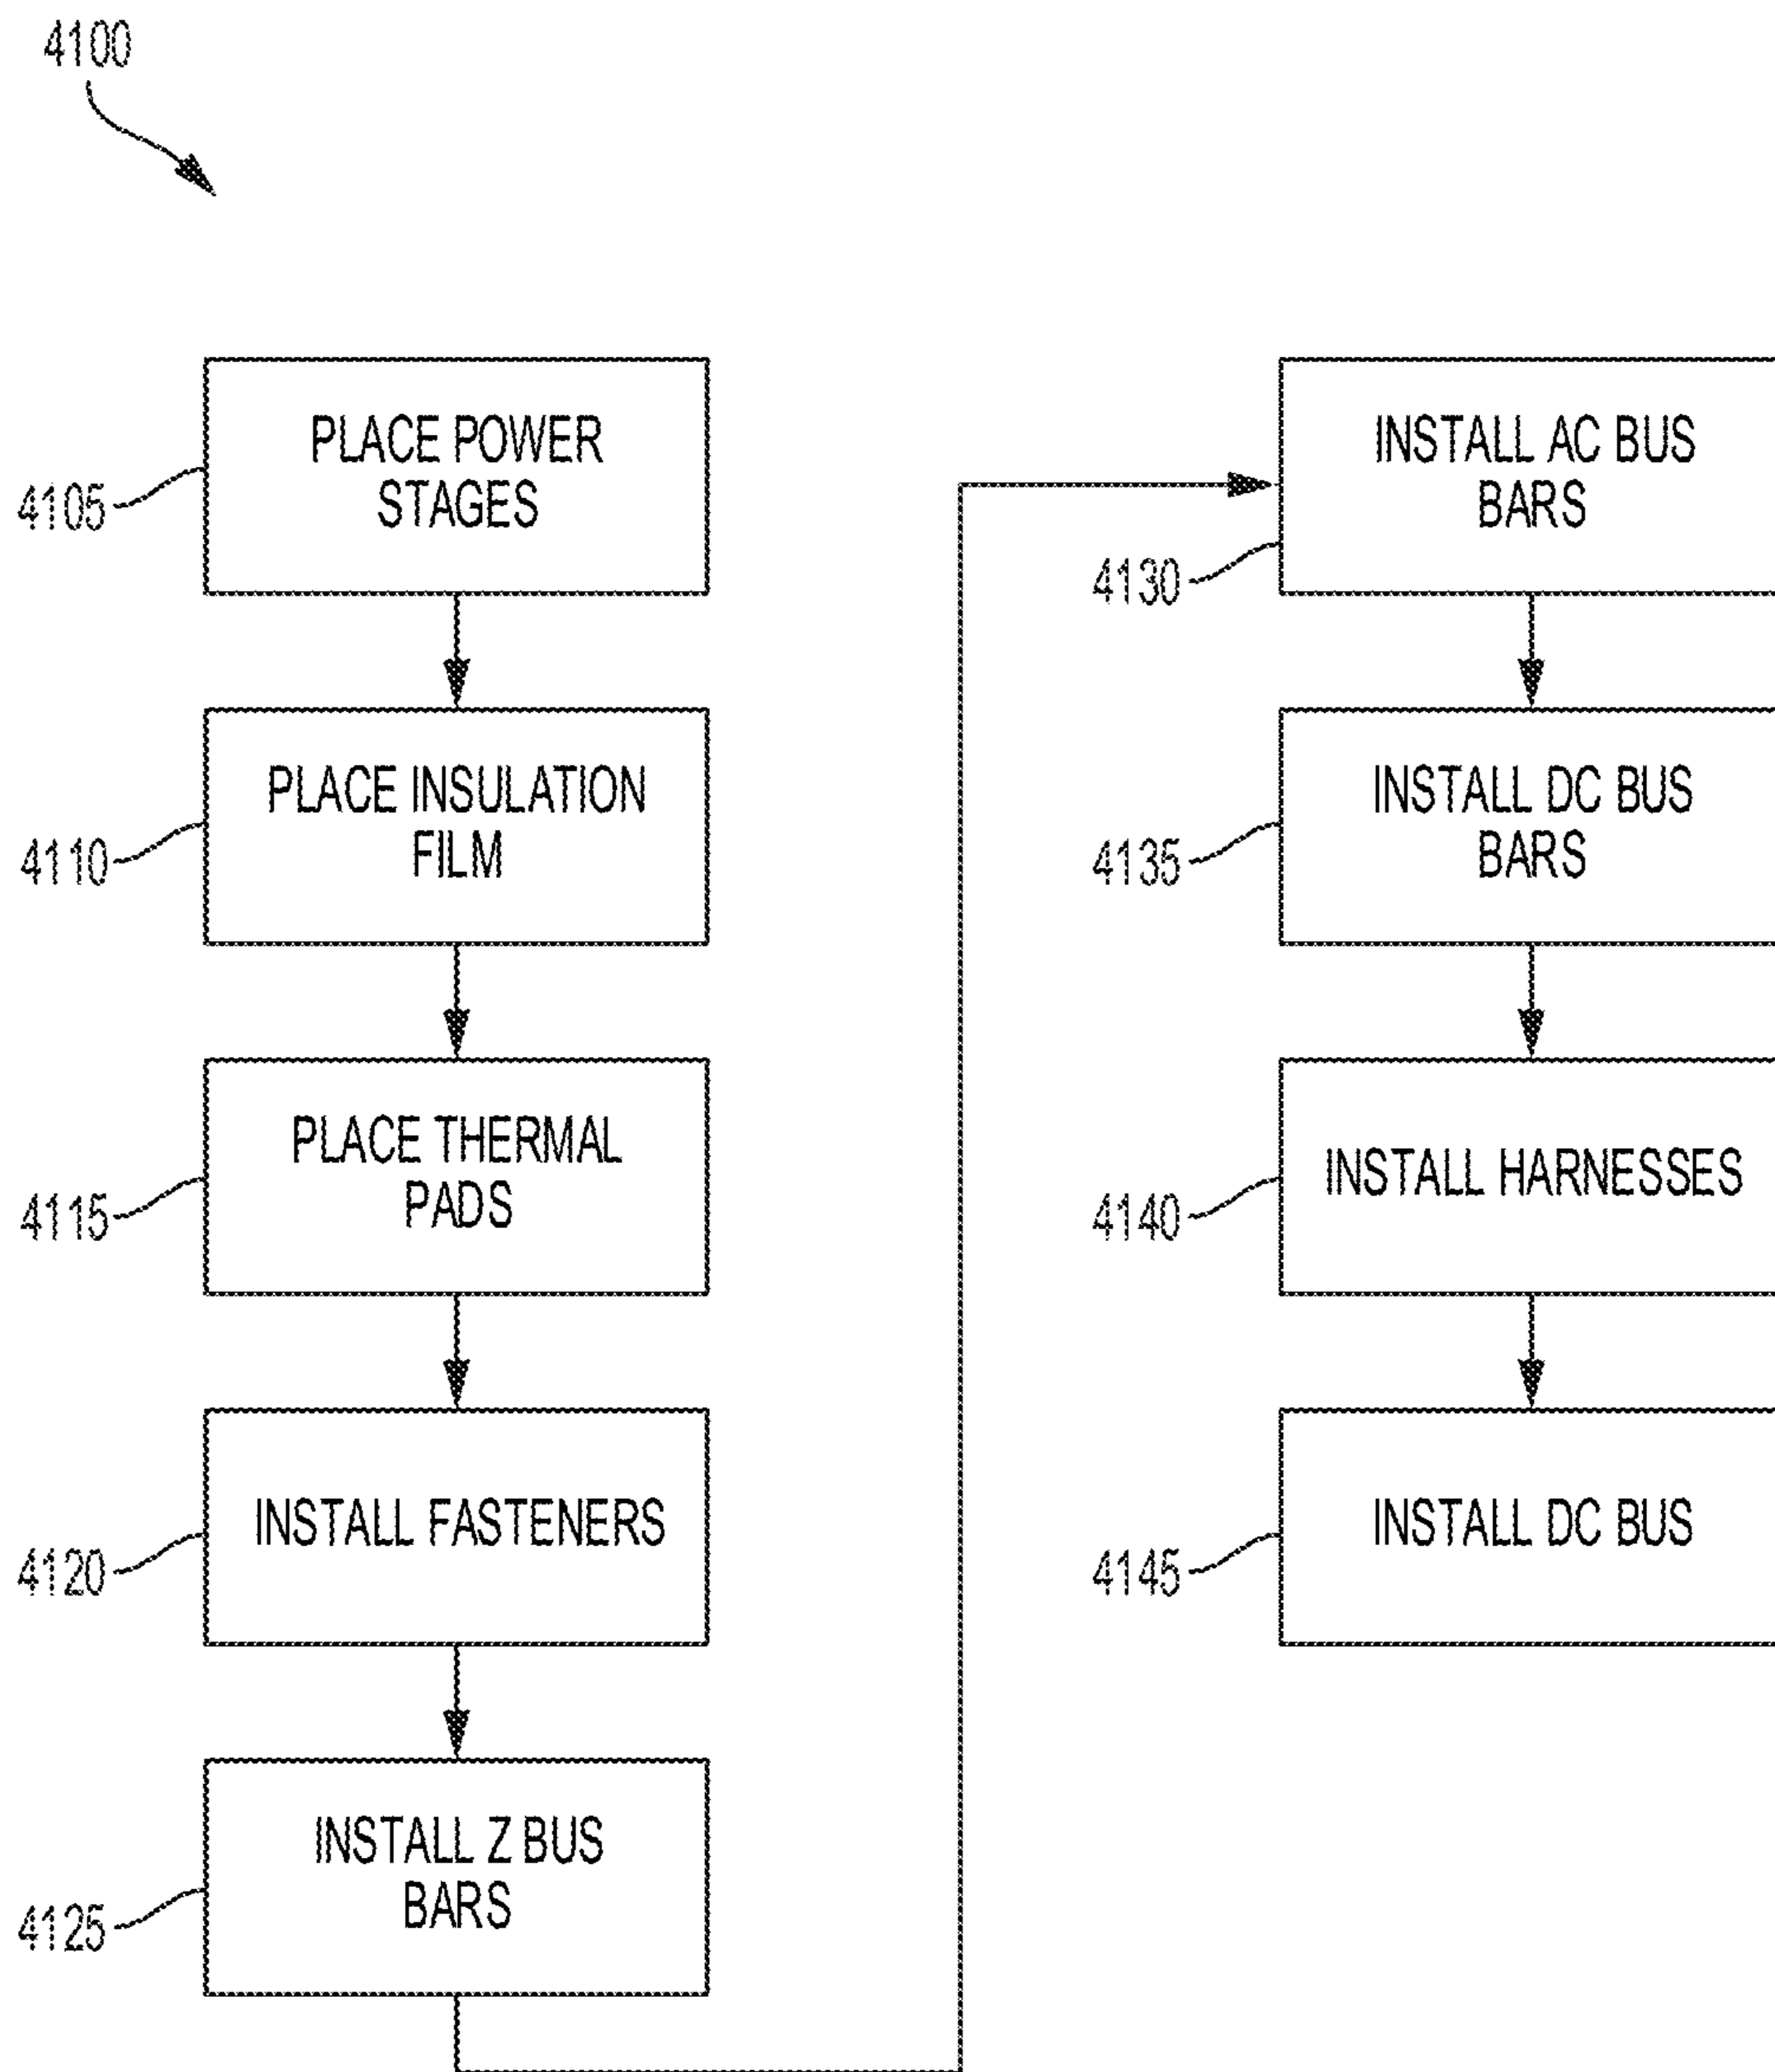 4100
PLACE POWER
STAGES
4105
PLACE INSULATION
FILM
4110
PLACE THERMAL
PADS
4115
INSTALL FASTENERS
4120
INSTALL Z BUS
BARS
4125
INSTALL AC BUS
BARS
4130
INSTALL DC BUS
BARS
4135
INSTALL HARNESSES
4140
INSTALL DC BUS
4145